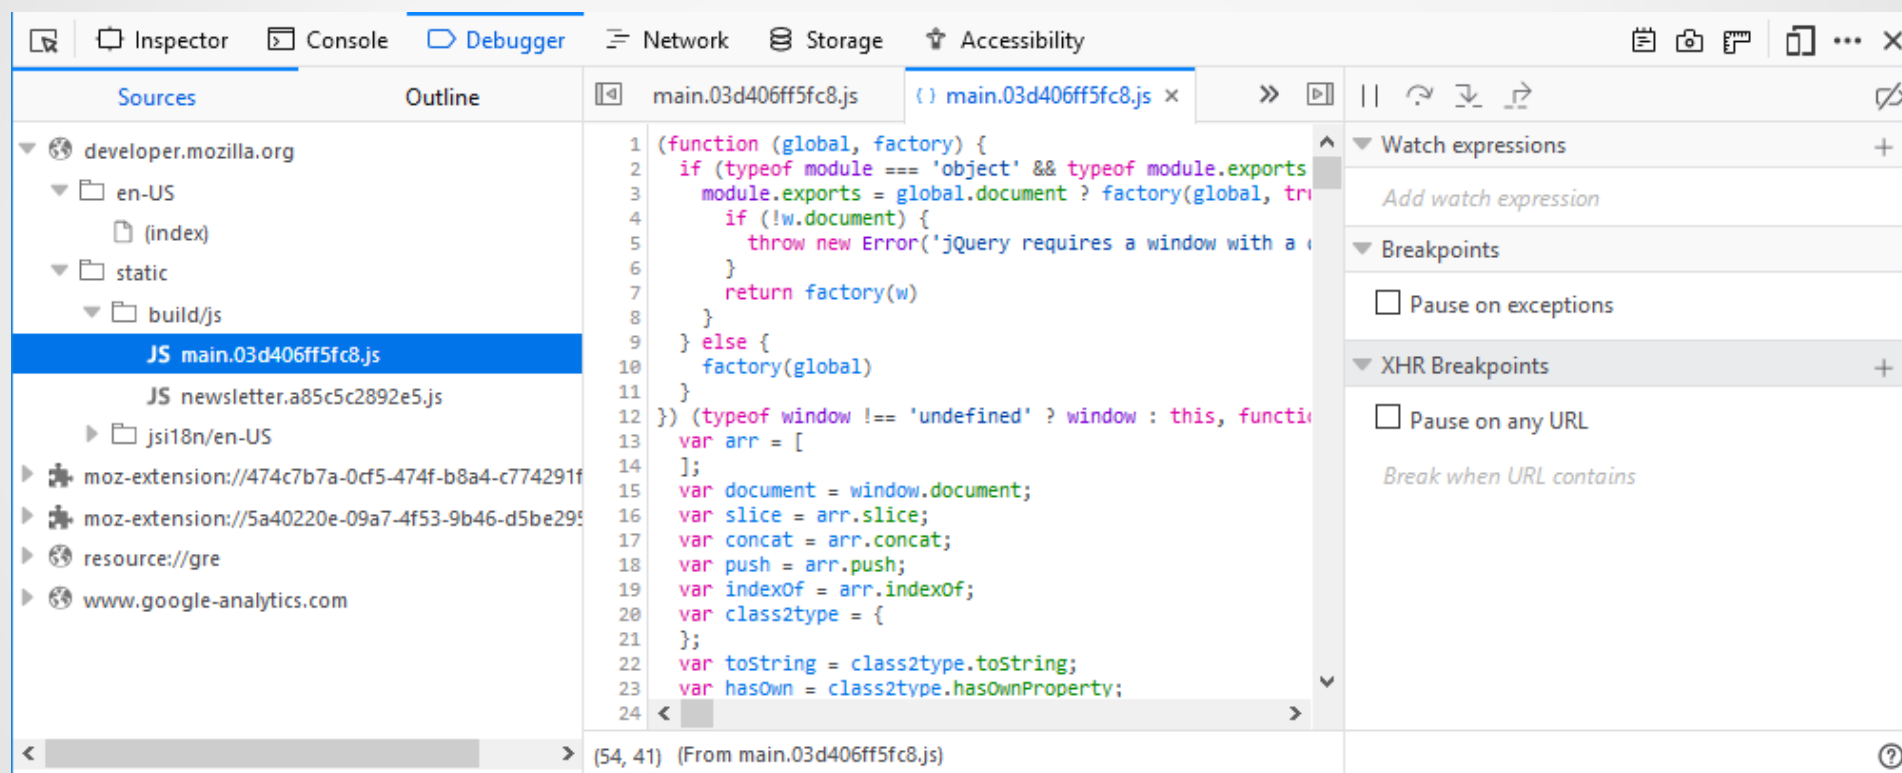 Inspector Console Debugger Network Storage Accessibility
Sources Outline
developer.mozilla.org
en-US
(index)
static
build/js
JS main.03d406ff5fc8.js
JS newsletter.a85c5c2892e5.js
jsi18n/en-US
moz-extension://474c7b7a-0cf5-474f-b8a4-c774291f
moz-extension://5a40220e-09a7-4f53-9b46-d5be295
resource://gre
www.google-analytics.com
main.03d406ff5fc8.js {} main.03d406ff5fc8.js ×
1 (function (global, factory) {
2 if (typeof module === 'object' && typeof module.exports
3 module.exports = global.document ? factory(global, tru
4 if (!w.document) {
5 throw new Error('jQuery requires a window with a d
6 }
7 return factory(w)
8 }
9 } else {
10 factory(global)
11 }
12 }) (typeof window !== 'undefined' ? window : this, functio
13 var arr = [
14 ];
15 var document = window.document;
16 var slice = arr.slice;
17 var concat = arr.concat;
18 var push = arr.push;
19 var indexOf = arr.indexOf;
20 var class2type = {
21 };
22 var toString = class2type.toString;
23 var hasOwn = class2type.hasOwnProperty;
24
(54, 41) (From main.03d406ff5fc8.js)
Watch expressions
Add watch expression
Breakpoints
Pause on exceptions
XHR Breakpoints
Pause on any URL
Break when URL contains